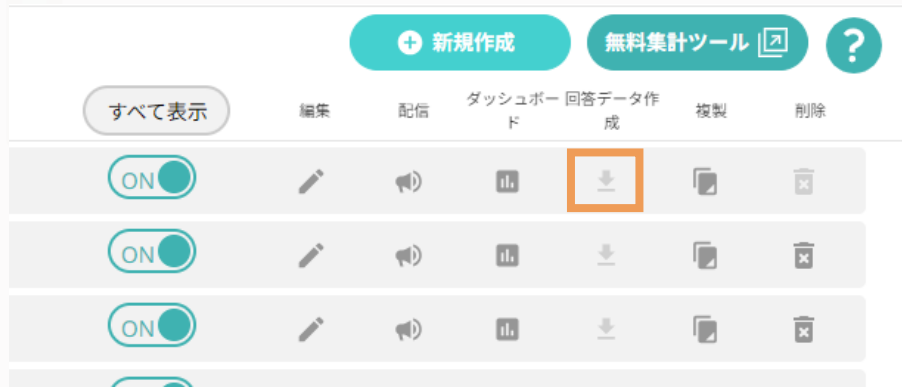 新規作成
無料集計ツール
?
すべて表示
編集
配信
ダッシュボー
ド
回答データ作
成
複製
削除
ON
ON
ON